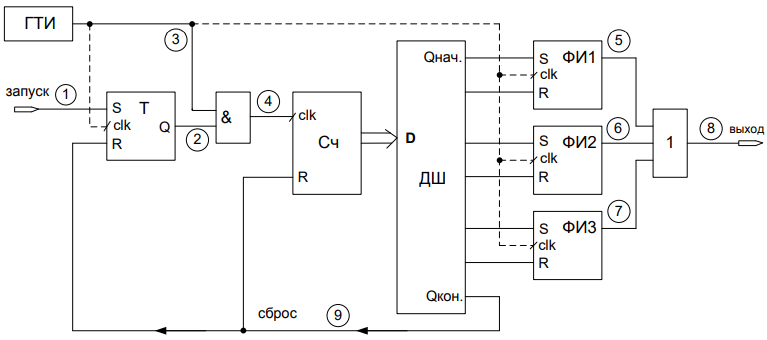 ГТИ
3
5
Qнач.
S
ФИ1
clk
R
запуск
1
S
T
clk
Q
R
2
&
4
clk
Сч
R
D
ДШ
6
S
ФИ2
clk
R
1
8
выход
7
S
ФИ3
clk
R
Qкон.
сброс
9